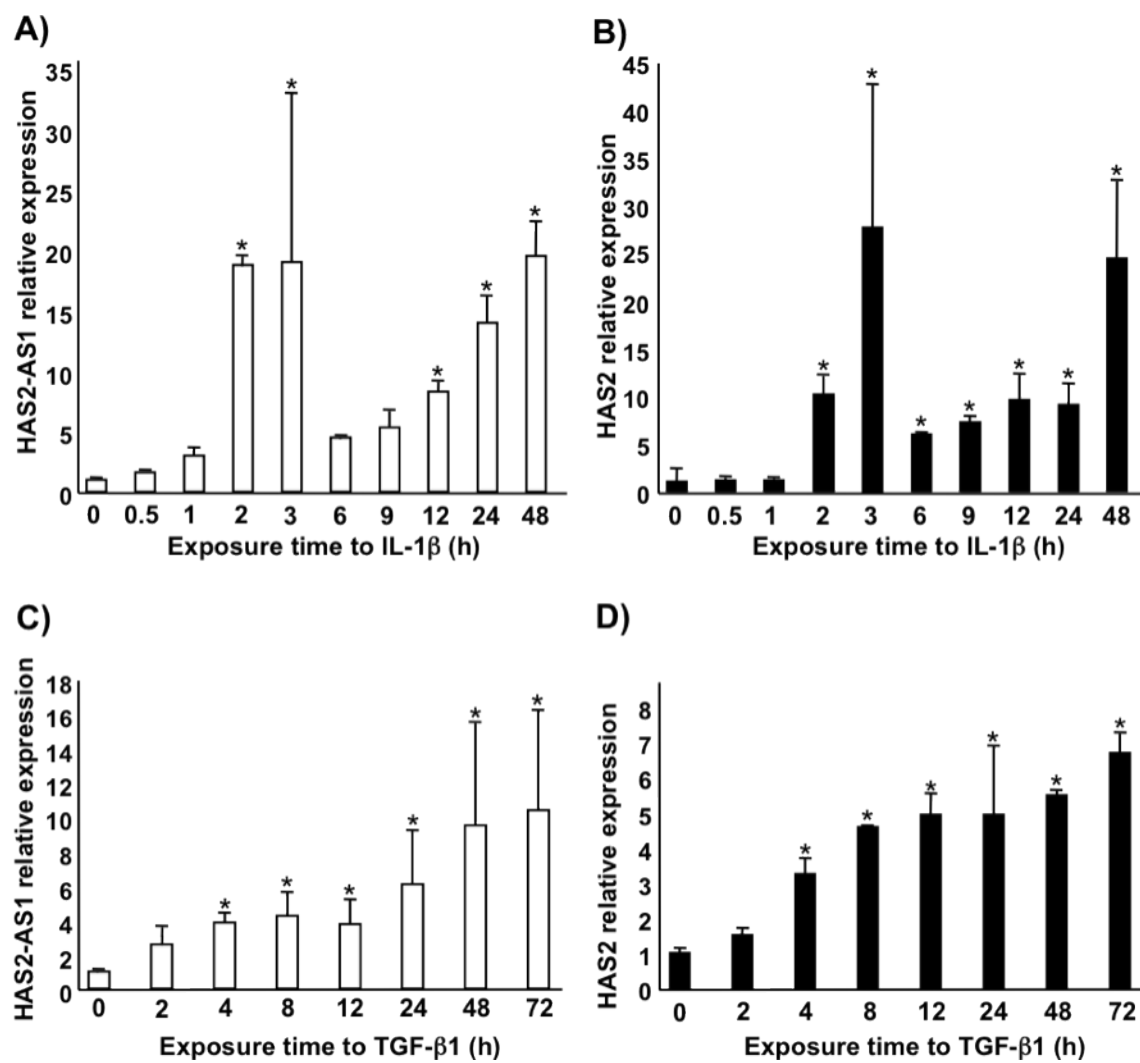 A)
HAS2-AS1 relative expression
35
30
25
20
15
10
5
0
* * * * *
0 0.5 1 2 3 6 9 12 24 48
Exposure time to IL-1β (h)
B)
HAS2 relative expression
45
40
35
30
25
20
15
10
5
0
* * * * * * *
0 0.5 1 2 3 6 9 12 24 48
Exposure time to IL-1β (h)
C)
HAS2-AS1 relative expression
18
16
14
12
10
8
6
4
2
0
* * * * * *
0 2 4 8 12 24 48 72
Exposure time to TGF-β1 (h)
D)
HAS2 relative expression
8
7
6
5
4
3
2
1
0
* * * * * *
0 2 4 8 12 24 48 72
Exposure time to TGF-β1 (h)